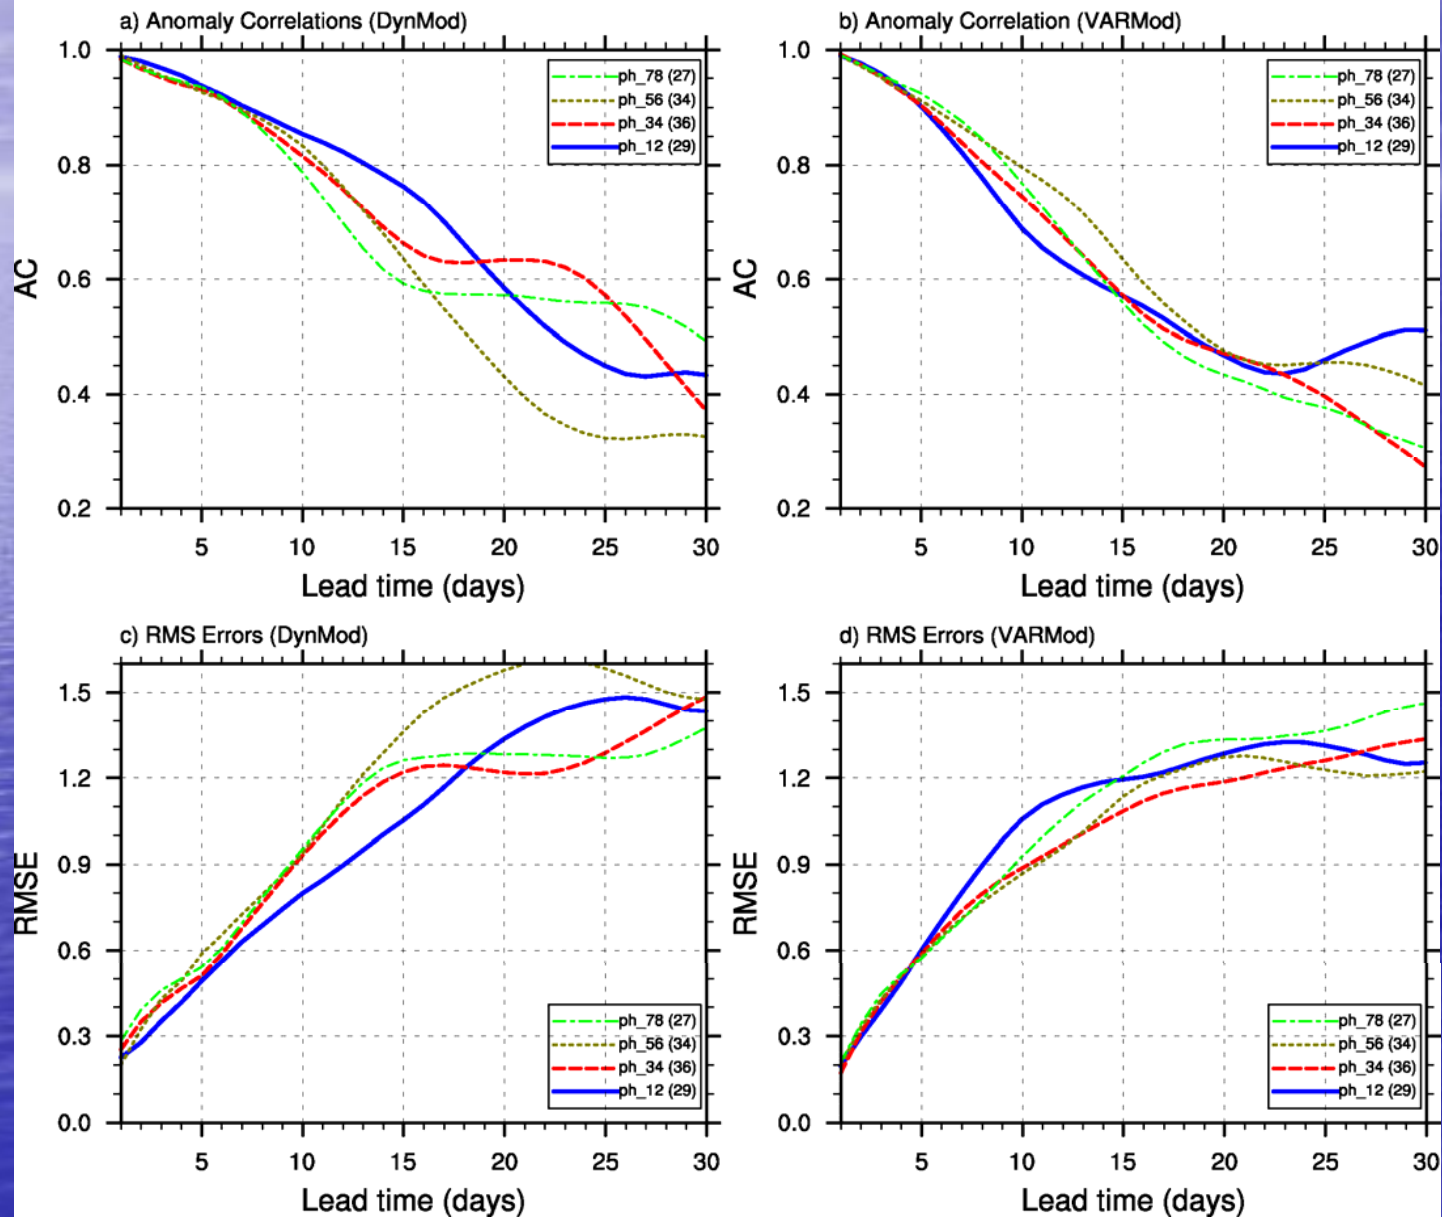 a) Anomaly Correlations (DynMod)
1.0
0.8
0.6
0.4
0.2
AC
ph_78 (27)
ph_56 (34)
ph_34 (36)
ph_12 (29)
5 10 15 20 25 30
Lead time (days)
b) Anomaly Correlation (VARMod)
1.0
0.8
0.6
0.4
0.2
AC
ph_78 (27)
ph_56 (34)
ph_34 (36)
ph_12 (29)
5 10 15 20 25 30
Lead time (days)
c) RMS Errors (DynMod)
1.5
1.2
0.9
0.6
0.3
0.0
RMSE
ph_78 (27)
ph_56 (34)
ph_34 (36)
ph_12 (29)
5 10 15 20 25 30
Lead time (days)
d) RMS Errors (VARMod)
1.5
1.2
0.9
0.6
0.3
0.0
RMSE
ph_78 (27)
ph_56 (34)
ph_34 (36)
ph_12 (29)
5 10 15 20 25 30
Lead time (days)